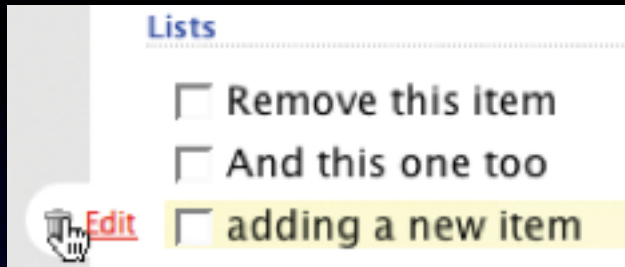 Lists
Remove this item
And this one too
Edit adding a new item